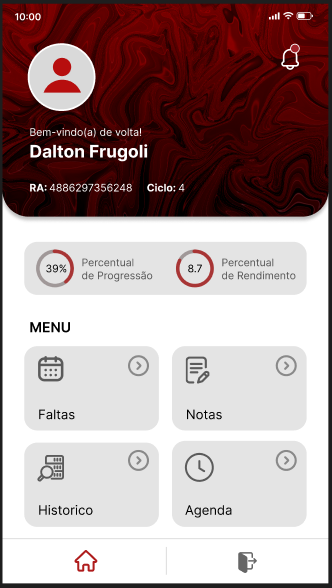 10:00
Bem-vindo(a) de volta!
Dalton Frugoli
RA: 4886297356248 Ciclo: 4
39%
Percentual
de Progressão
8.7
Percentual
de Rendimento
MENU
Faltas
Notas
Historico
Agenda